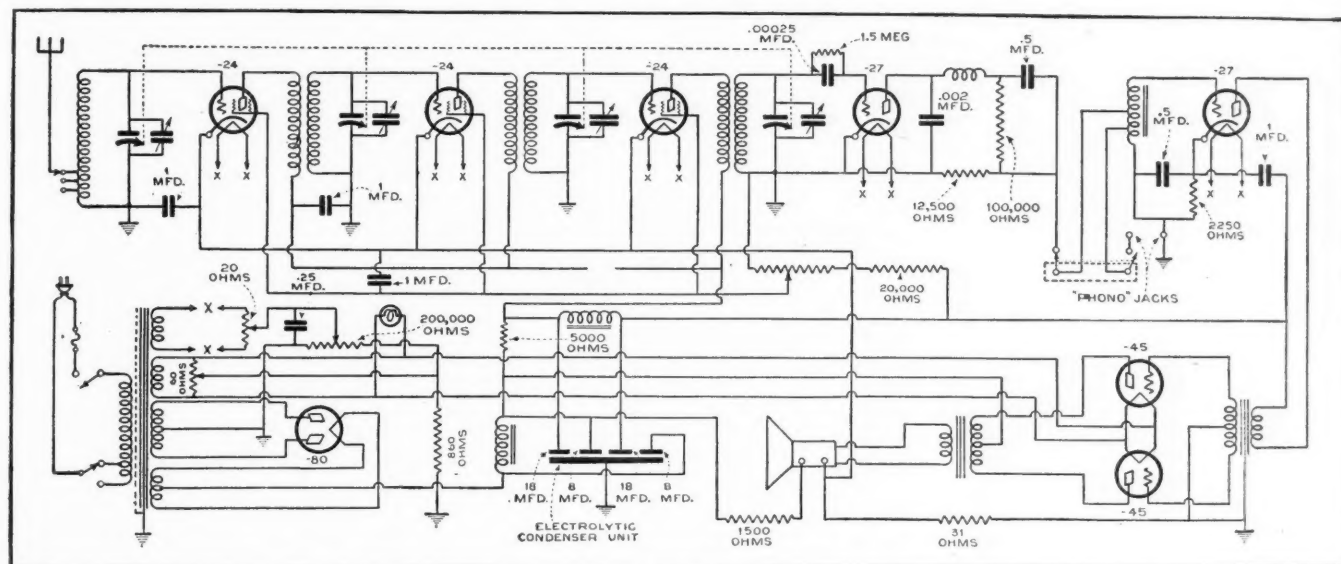 -24
-24
-24
.00025
MFD.
1.5 MEG
-27
.002
MFD.
.5
MFD.
-27
.5
MFD.
1
MFD.
1
MFD.
1
MFD.
X X
X X
X X
X X
X X
12,500
OHMS
100,000
OHMS
2250
OHMS
"PHONO" JACKS
20
OHMS
.25
MFD.
1 MFD.
20,000
OHMS
X
X
200,000
OHMS
5000
OHMS
60
OHMS
-80
860
OHMS
18
.MFD.
8
MFD.
18
MFD.
8
MFD.
ELECTROLYTIC
CONDENSER UNIT
1500
OHMS
31
OHMS
-45
-45